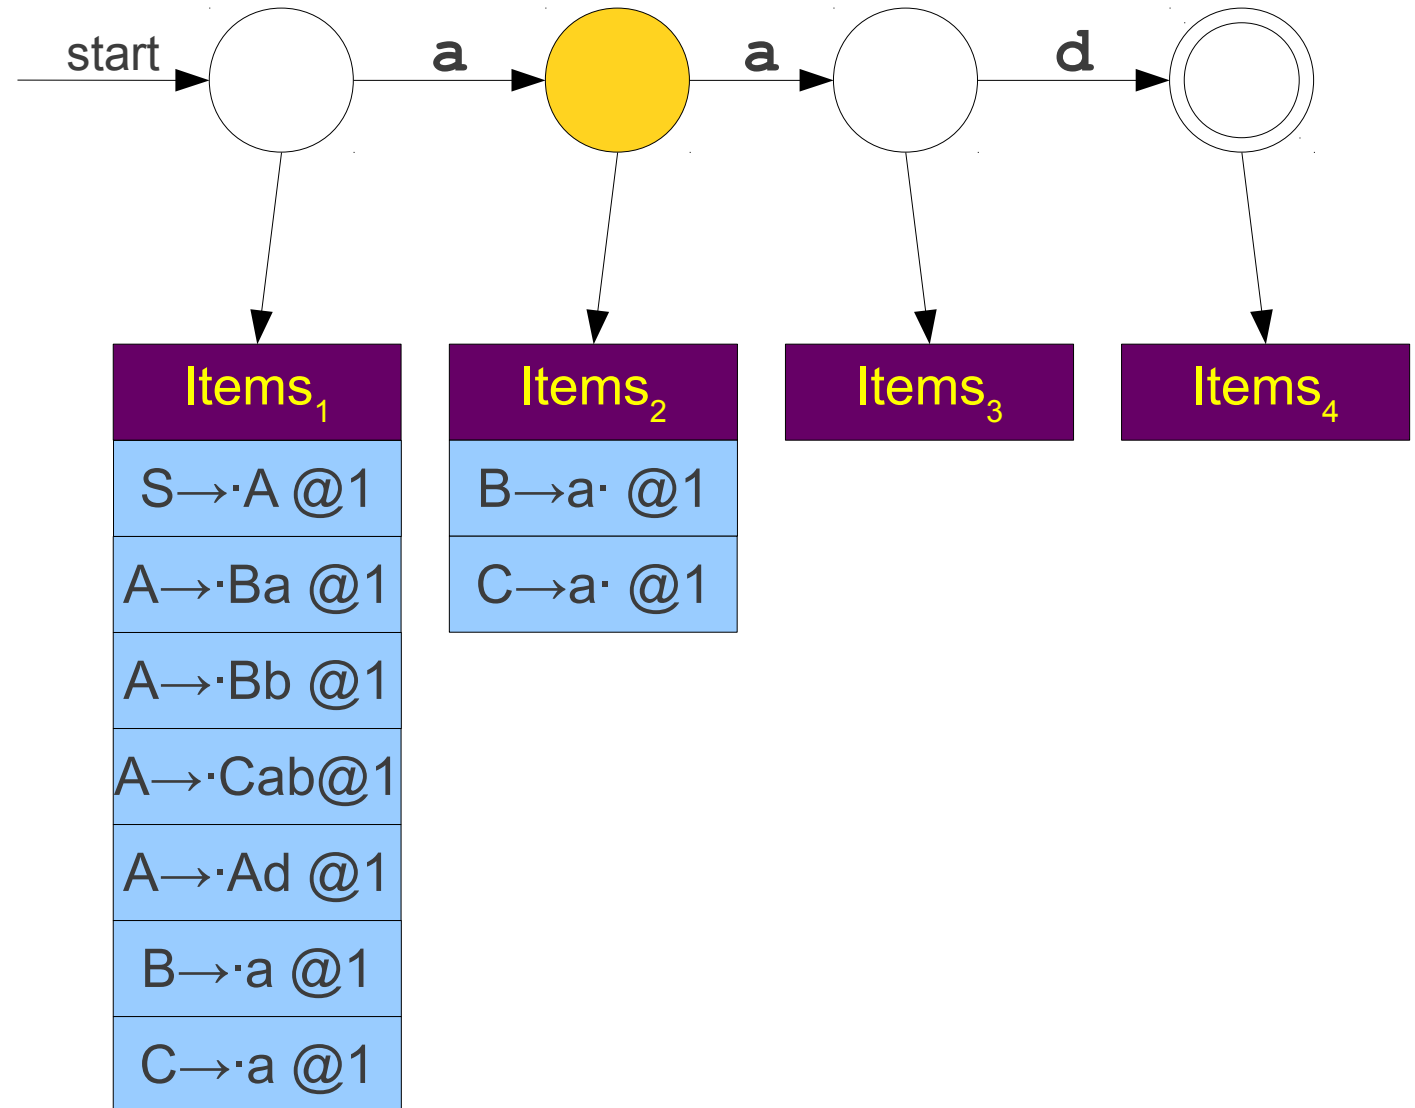 start a a d
Items1 Items2 Items3 Items4
S→·A @1 B→a· @1
A→·Ba @1 C→a· @1
A→·Bb @1
A→·Cab@1
A→·Ad @1
B→·a @1
C→·a @1